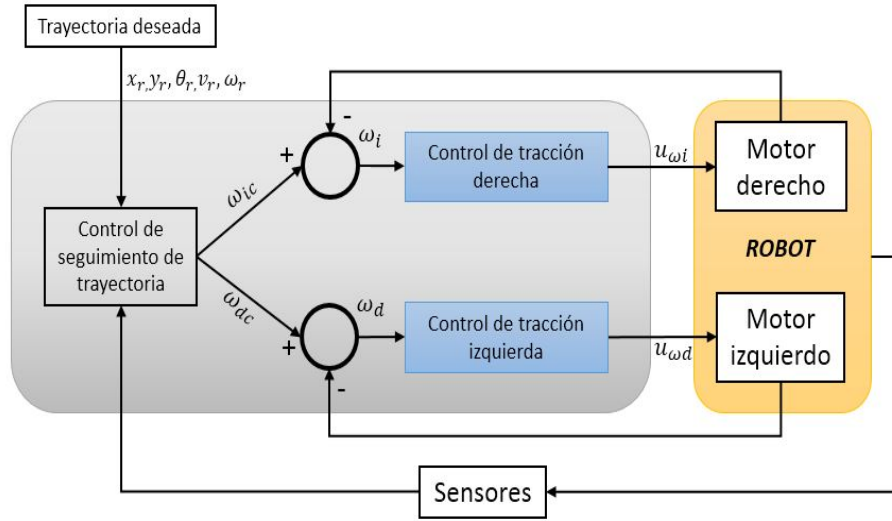 Trayectoria deseada
x_r,y_r,θ_r,v_r,ω_r
-
+
ω_i
Control de tracción
derecha
u_ωi
Motor
derecho
ω_ic
Control de
seguimiento de
trayectoria
ROBOT
ω_dc
+
ω_d
-
Control de tracción
izquierda
u_ωd
Motor
izquierdo
Sensores